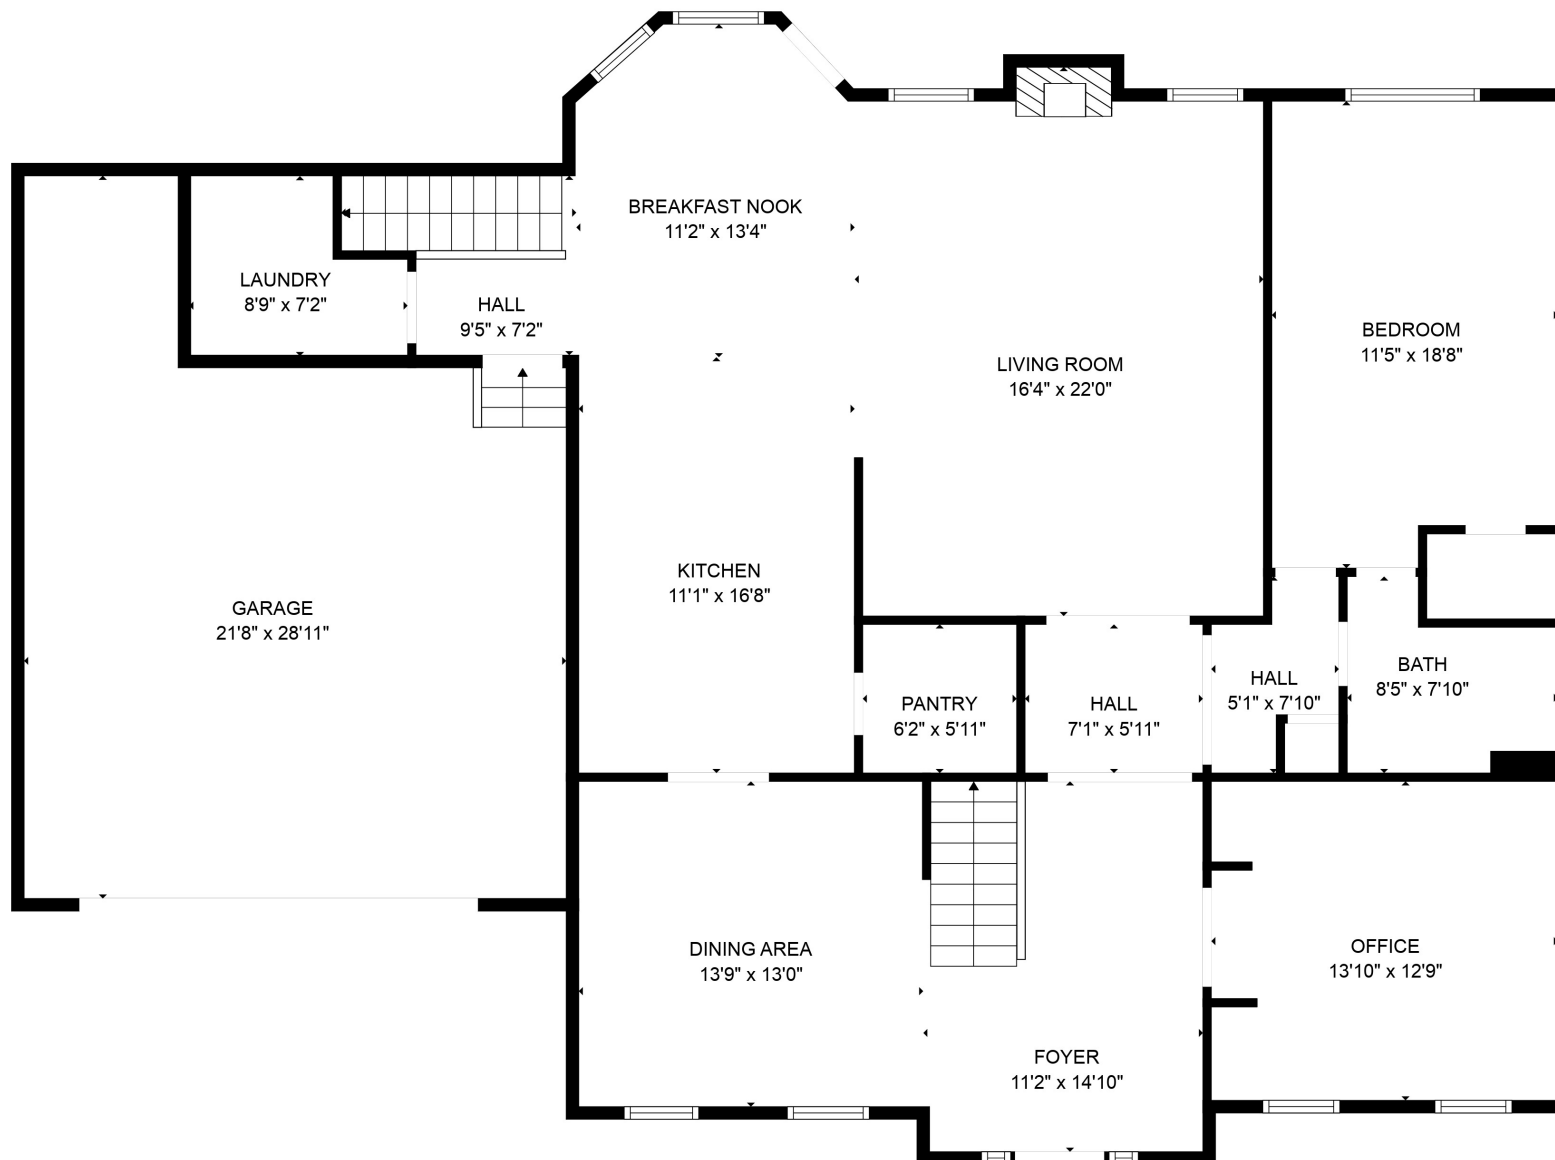 BREAKFAST NOOK
11'2" x 13'4"
LAUNDRY
8'9" x 7'2"
HALL
9'5" x 7'2"
LIVING ROOM
16'4" x 22'0"
BEDROOM
11'5" x 18'8"
KITCHEN
11'1" x 16'8"
GARAGE
21'8" x 28'11"
PANTRY
6'2" x 5'11"
HALL
7'1" x 5'11"
HALL
5'1" x 7'10"
BATH
8'5" x 7'10"
DINING AREA
13'9" x 13'0"
OFFICE
13'10" x 12'9"
FOYER
11'2" x 14'10"